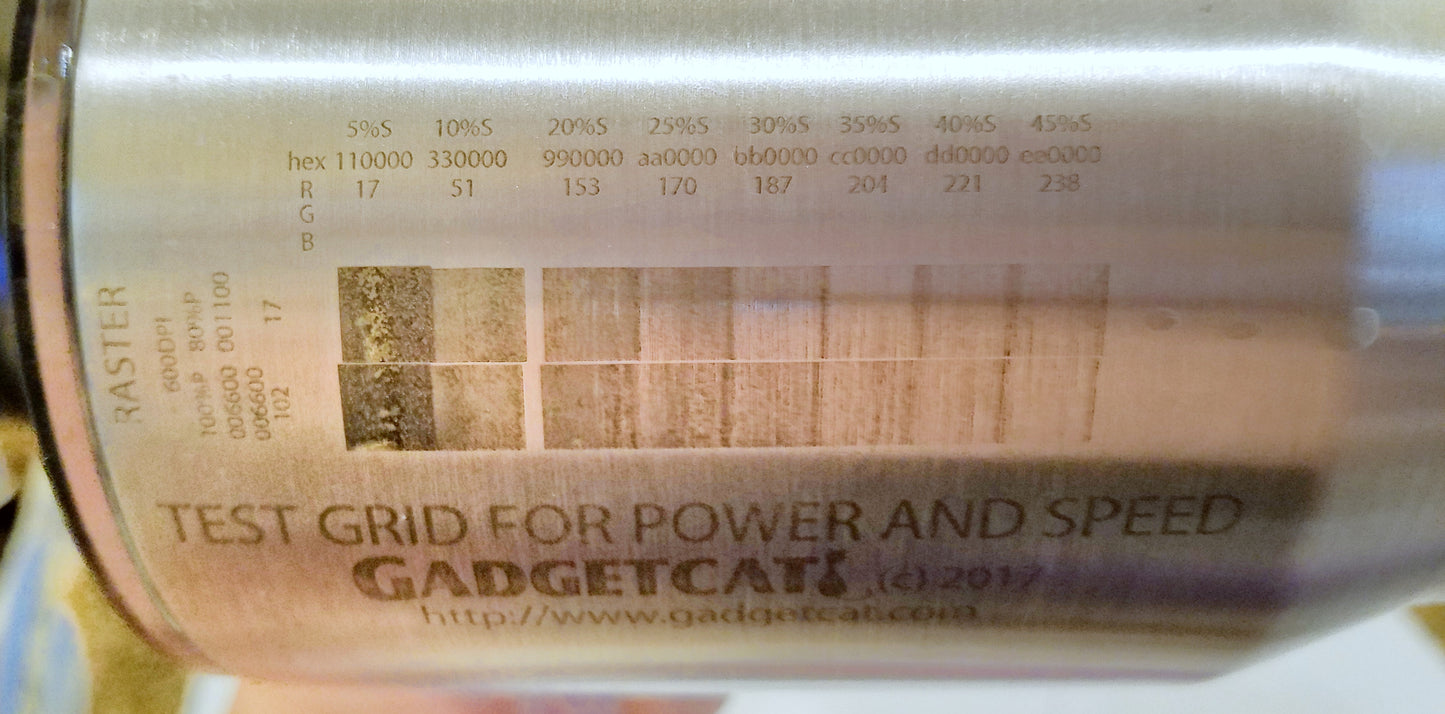 5%S 10%S 20%S 25%S 30%S 35%S 40%S 45%S
hex 110000 330000 990000 aa0000 bb0000 cc0000 dd0000 ee0000
R 17 51 153 170 187 204 221 238
G
B
RASTER
600DPI
100%P 80%P
006600 001100
006600 17
102
TEST GRID FOR POWER AND SPEED
GADGETCAT! ,(c) 2017
http://www.gadgetcat.com